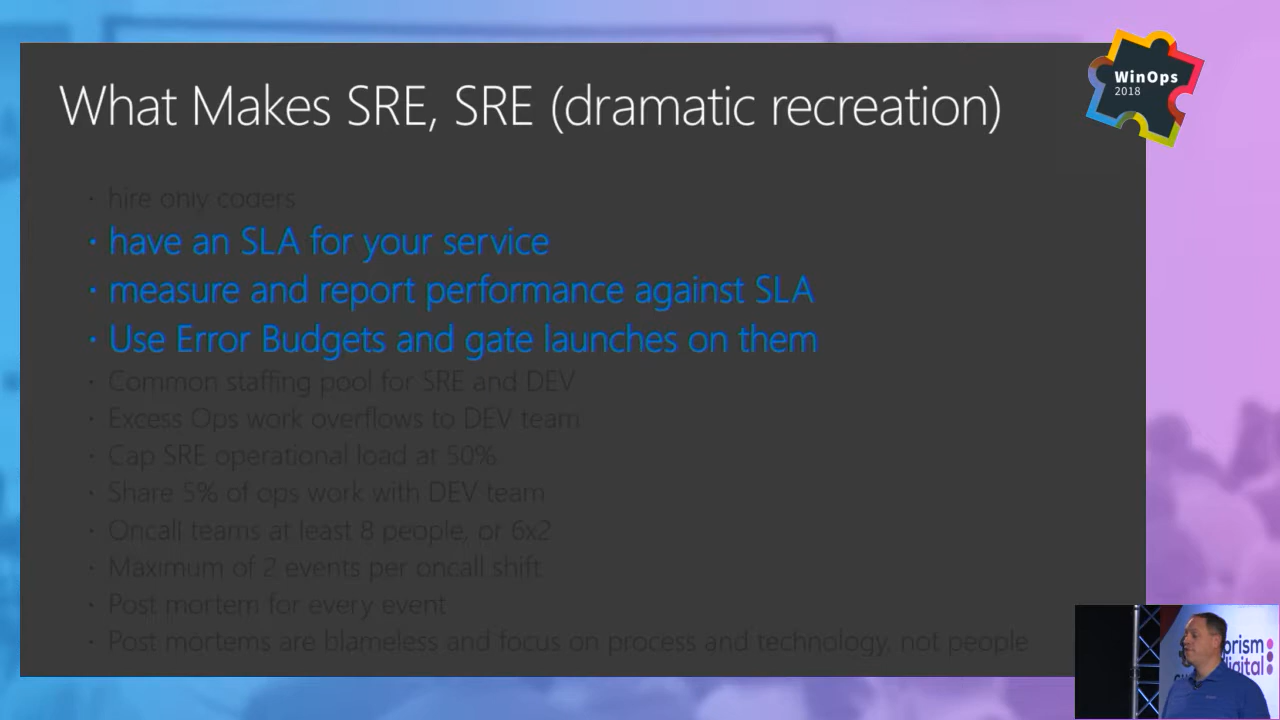 What Makes SRE, SRE (dramatic recreation)
WinOps
2018
• hire only coders
• have an SLA for your service
• measure and report performance against SLA
• Use Error Budgets and gate launches on them
• Common staffing pool for SRE and DEV
• Excess Ops work overflows to DEV team
• Cap SRE operational load at 50%
• Share 5% of ops work with DEV team
• Oncall teams at least 8 people, or 6x2
• Maximum of 2 events per oncall shift
• Post mortem for every event
• Post mortems are blameless and focus on process and technology, not people
prism
digital